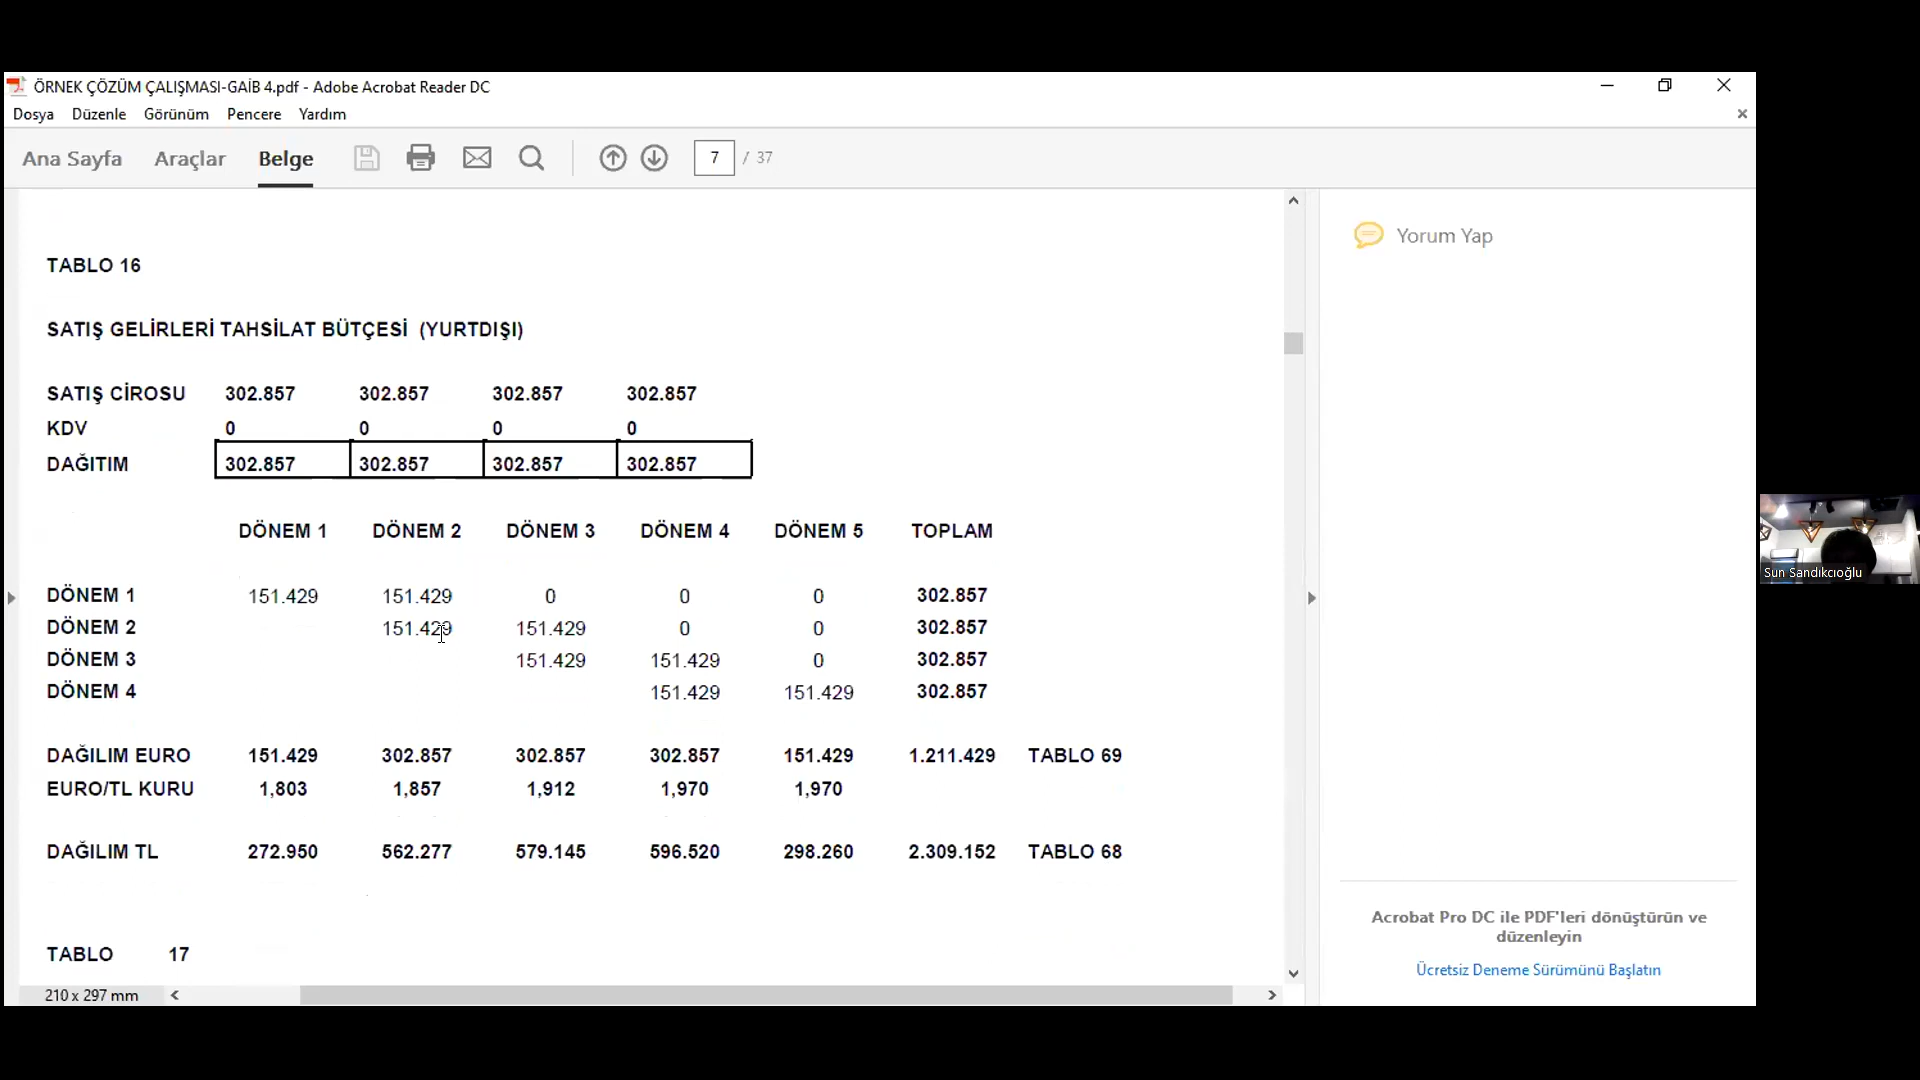 ÖRNEK ÇÖZÜM ÇALIŞMASI-GAİB 4.pdf - Adobe Acrobat Reader DC
Dosya Düzenle Görünüm Pencere Yardım
Ana Sayfa Araçlar Belge 7 / 37
TABLO 16
SATIŞ GELİRLERİ TAHSİLAT BÜTÇESİ (YURTDIŞI)
SATIŞ CİROSU 302.857 302.857 302.857 302.857
KDV 0 0 0 0
DAĞITIM 302.857 302.857 302.857 302.857
DÖNEM 1 DÖNEM 2 DÖNEM 3 DÖNEM 4 DÖNEM 5 TOPLAM
DÖNEM 1 151.429 151.429 0 0 0 302.857
DÖNEM 2 151.429 151.429 0 0 302.857
DÖNEM 3 151.429 151.429 0 302.857
DÖNEM 4 151.429 151.429 302.857
DAĞILIM EURO 151.429 302.857 302.857 302.857 151.429 1.211.429 TABLO 69
EURO/TL KURU 1,803 1,857 1,912 1,970 1,970
DAĞILIM TL 272.950 562.277 579.145 596.520 298.260 2.309.152 TABLO 68
TABLO 17
210 x 297 mm
Yorum Yap
Acrobat Pro DC ile PDF'leri dönüştürün ve
düzenleyin
Ücretsiz Deneme Sürümünü Başlatın
Sun Sandıkcıoğlu